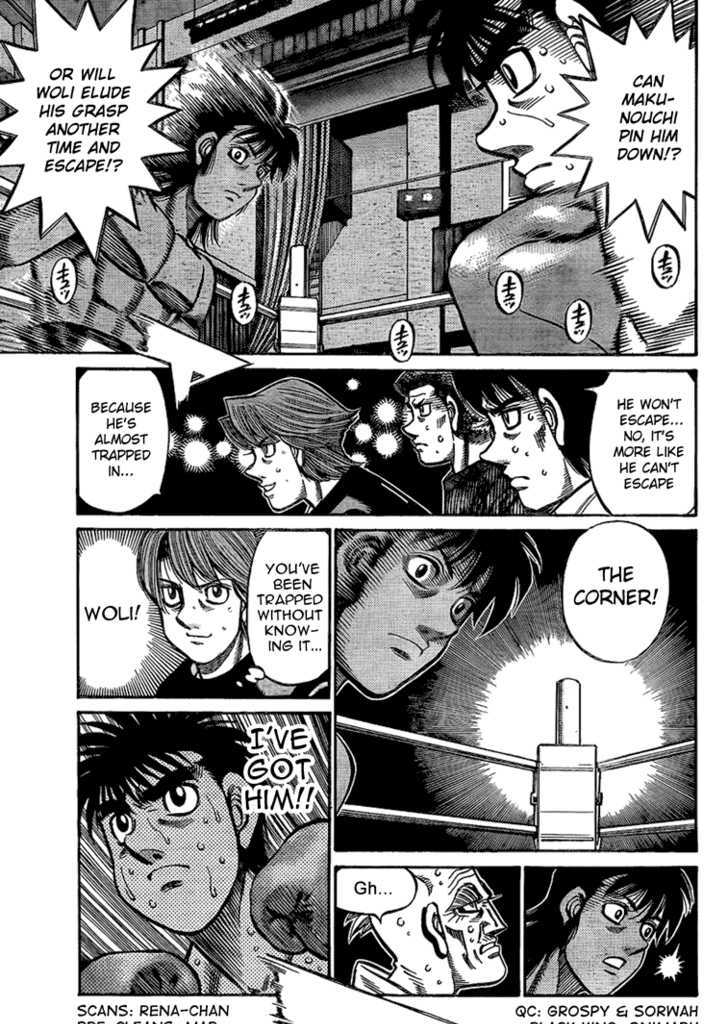 CAN
MAKU-
NOUCHI
PIN HIM
DOWN!?
OR WILL
WOLI ELUDE
HIS GRASP
ANOTHER
TIME AND
ESCAPE!?
HE WON'T
ESCAPE...
NO, IT'S
MORE LIKE
HE CAN'T
ESCAPE
BECAUSE
HE'S
ALMOST
TRAPPED
IN...
THE
CORNER!
YOU'VE
BEEN
TRAPPED
WITHOUT
KNOW-
ING IT...
WOLI!
I'VE
GOT
HIM!!
Gh...
SCANS: RENA-CHAN
QC: GROSPY & SORWAH